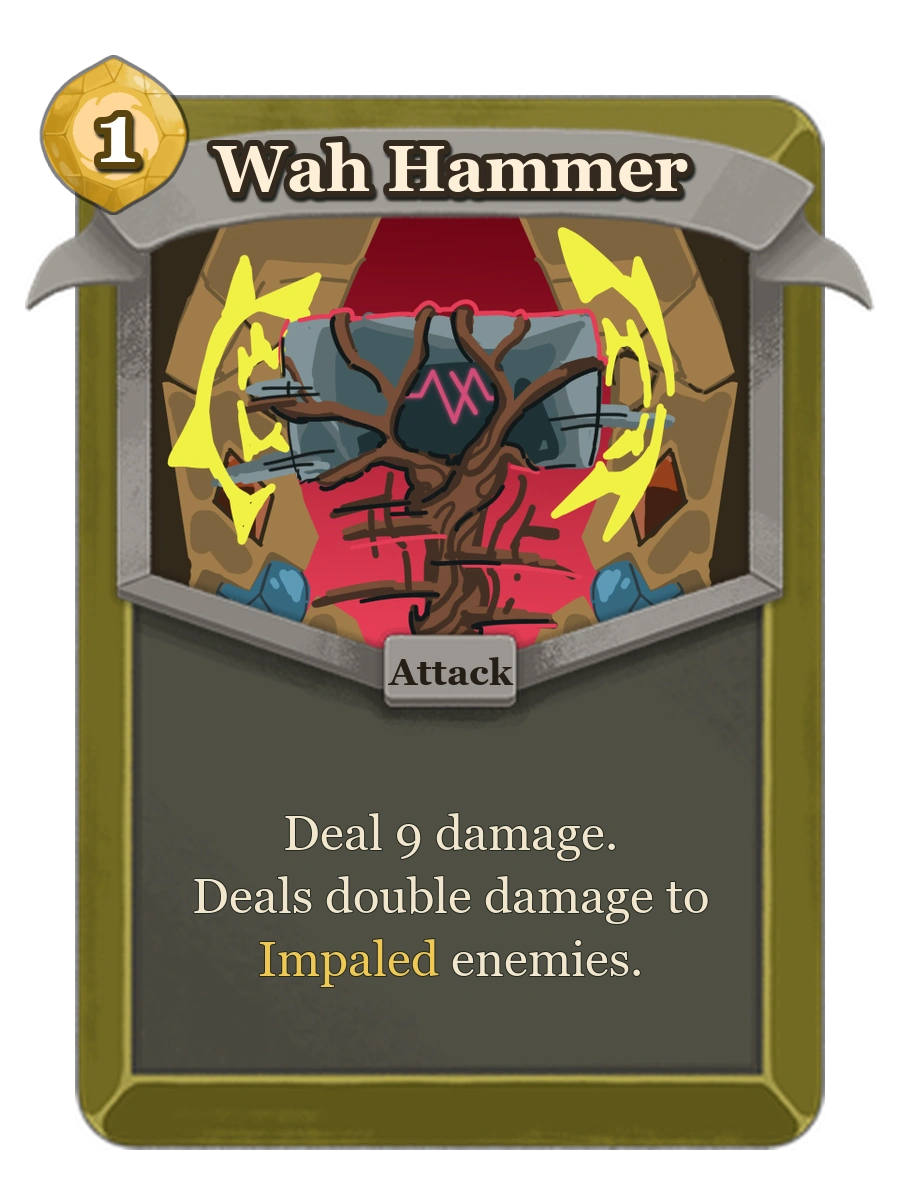 1
Wah Hammer
Attack
Deal 9 damage.
Deals double damage to
Impaled enemies.